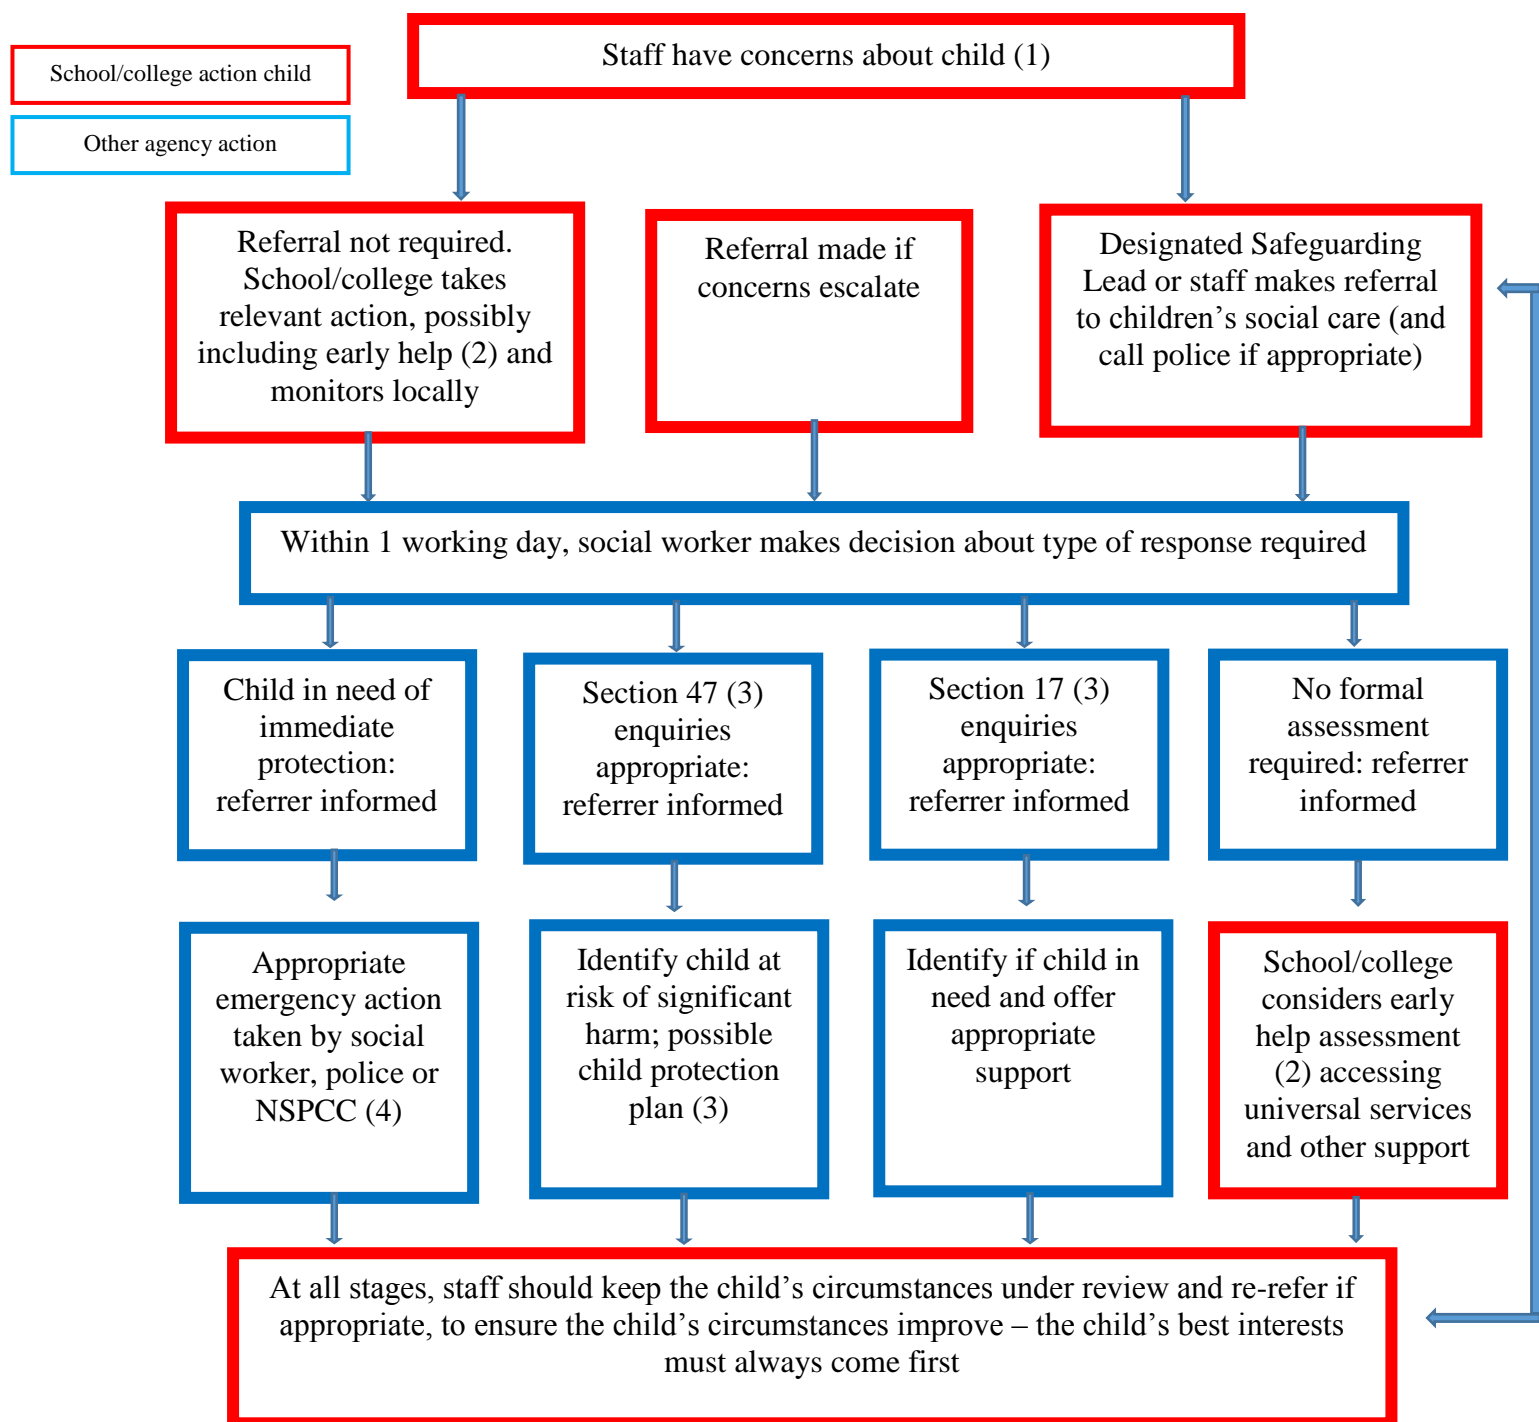 Staff have concerns about child (1)
School/college action child
Other agency action
Referral not required.
School/college takes
relevant action, possibly
including early help (2) and
monitors locally
Referral made if
concerns escalate
Designated Safeguarding
Lead or staff makes referral
to children’s social care (and
call police if appropriate)
Within 1 working day, social worker makes decision about type of response required
Child in need of
immediate
protection:
referrer informed
Section 47 (3)
enquiries
appropriate:
referrer informed
Section 17 (3)
enquiries
appropriate:
referrer informed
No formal
assessment
required: referrer
informed
Appropriate
emergency action
taken by social
worker, police or
NSPCC (4)
Identify child at
risk of significant
harm; possible
child protection
plan (3)
Identify if child in
need and offer
appropriate
support
School/college
considers early
help assessment
(2) accessing
universal services
and other support
At all stages, staff should keep the child’s circumstances under review and re-refer if
appropriate, to ensure the child’s circumstances improve – the child’s best interests
must always come first